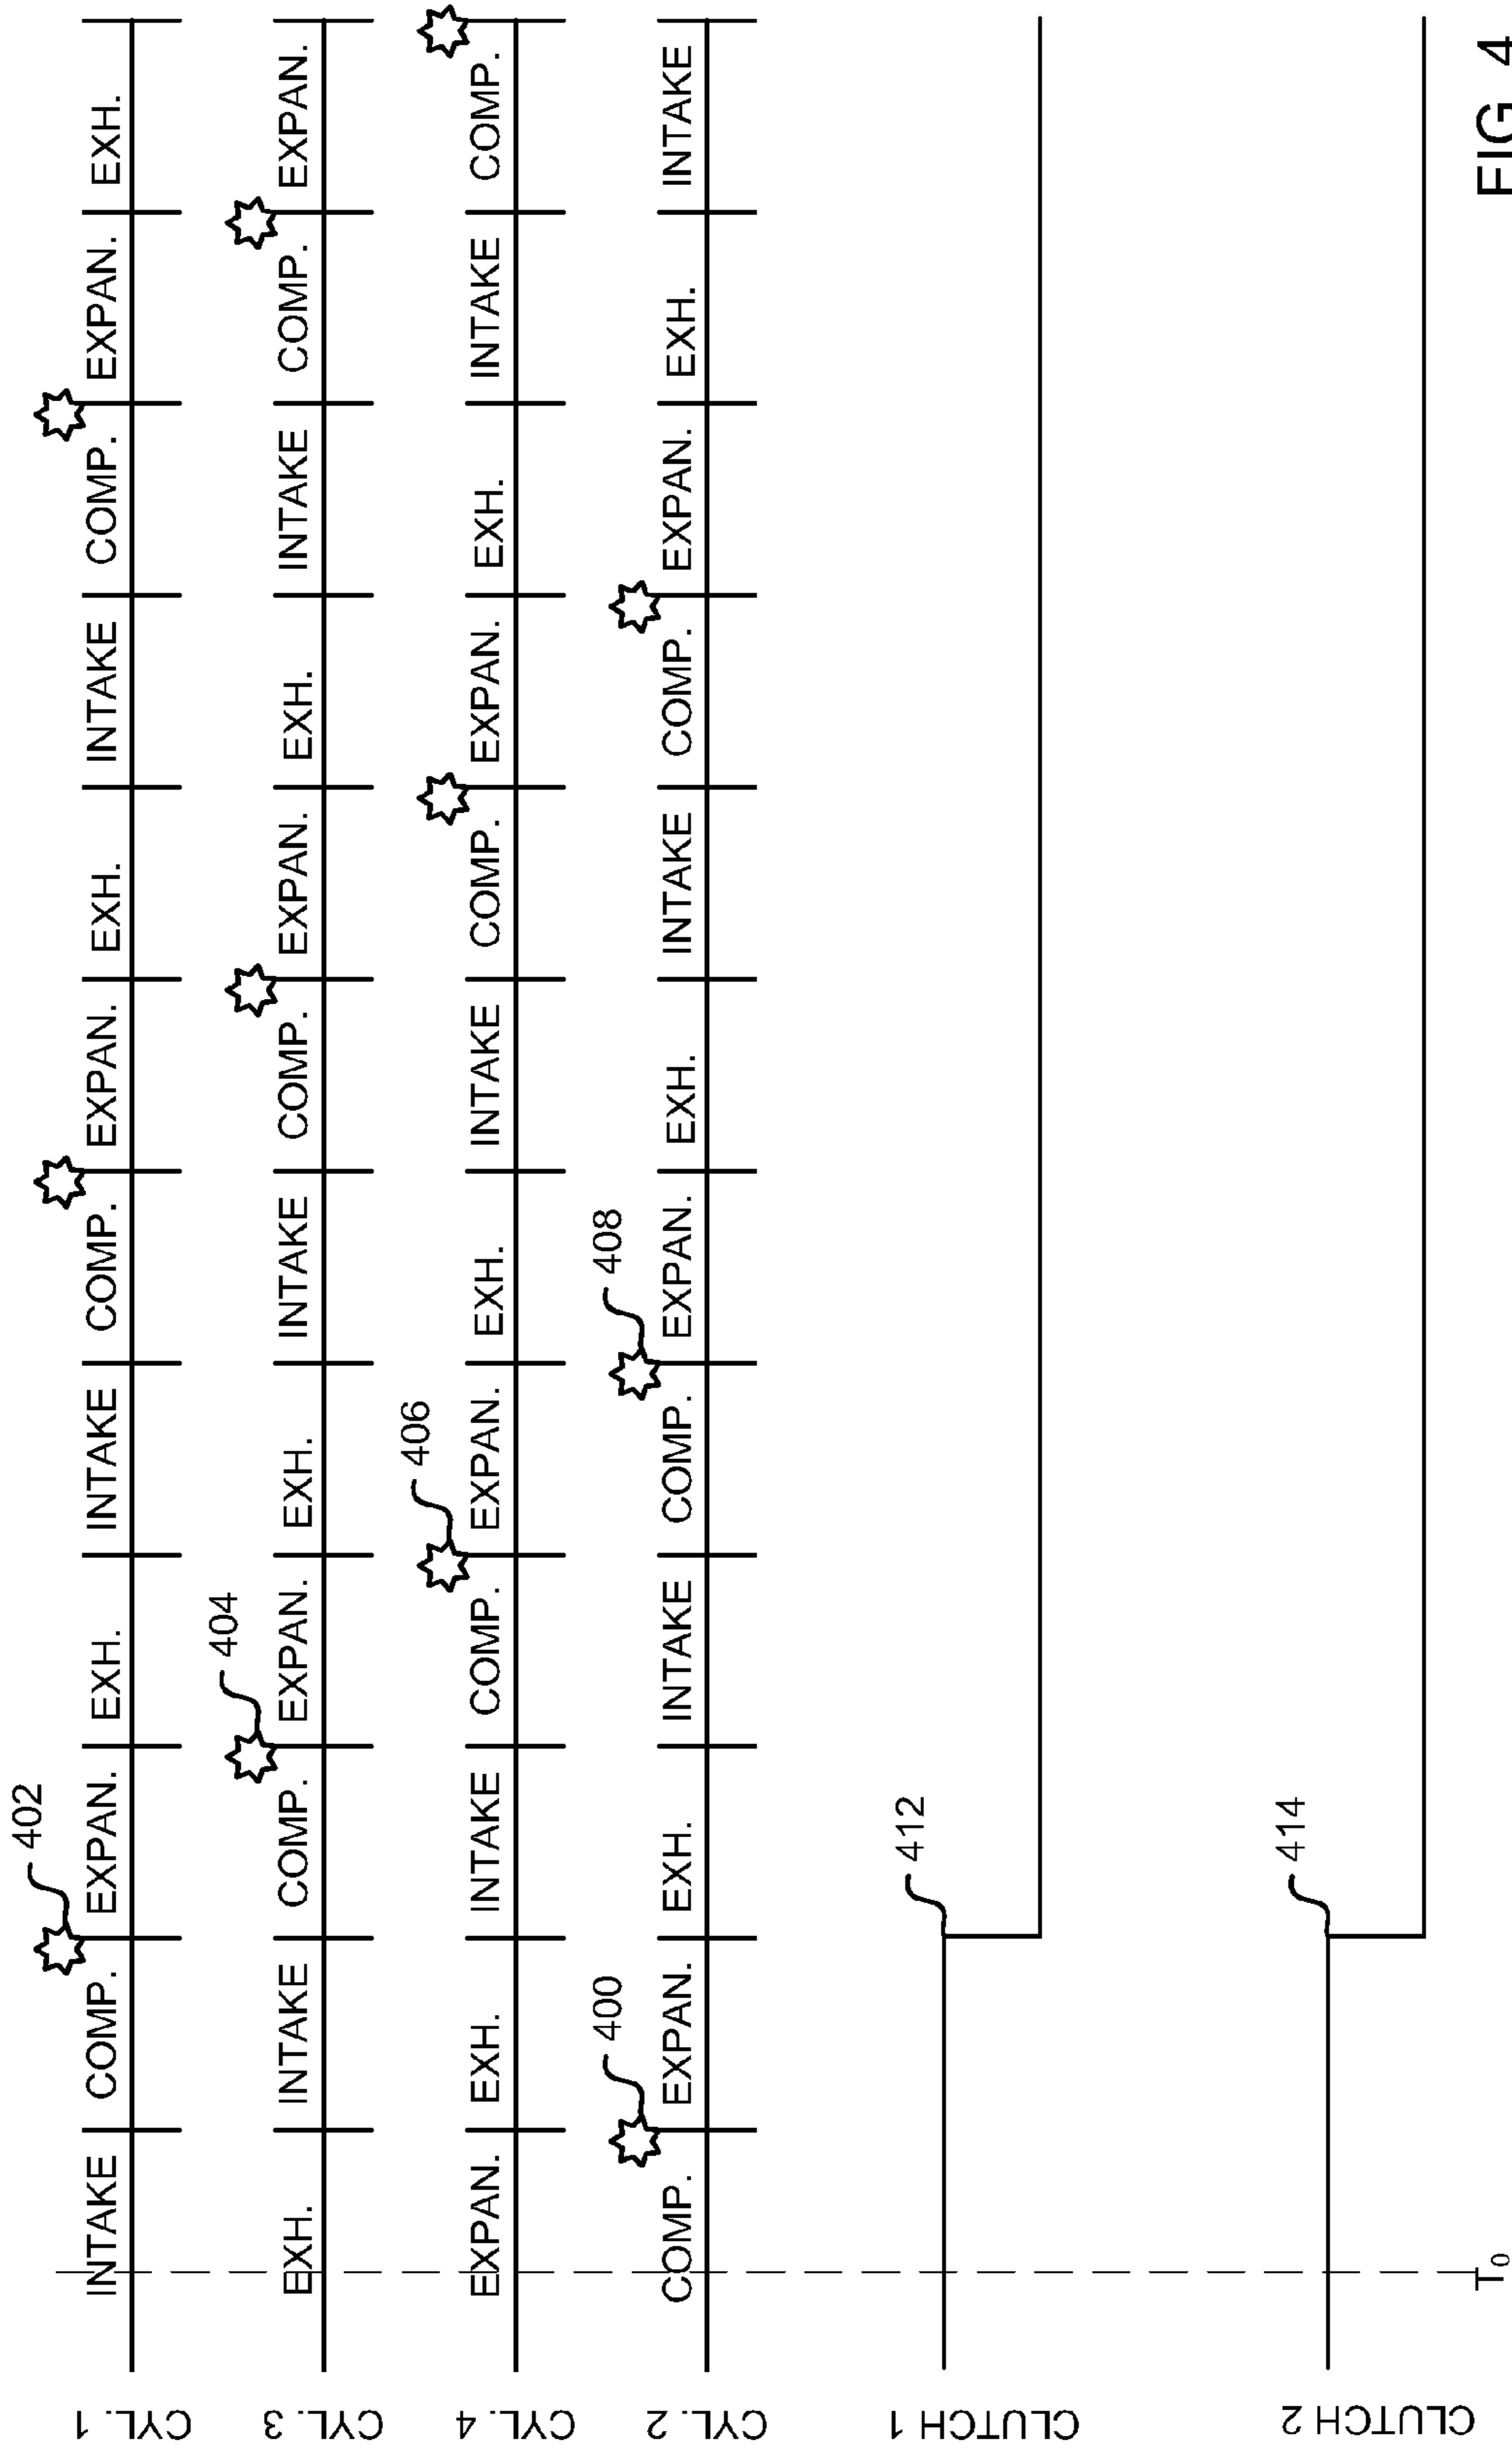 402
CYL. 1 INTAKE COMP. EXPAN. EXH. INTAKE COMP. EXPAN. EXH. INTAKE COMP. EXPAN. EXH.
404
CYL. 3 EXH. INTAKE COMP. EXPAN. EXH. INTAKE COMP. EXPAN. EXH. INTAKE COMP. EXPAN.
406
CYL. 4 EXPAN. EXH. INTAKE COMP. EXPAN. EXH. INTAKE COMP. EXPAN. EXH. INTAKE COMP.
400 408
CYL. 2 COMP. EXPAN. EXH. INTAKE COMP. EXPAN. EXH. INTAKE COMP. EXPAN. EXH. INTAKE
412
CLUTCH 1
414
CLUTCH 2
T0
FIG 4